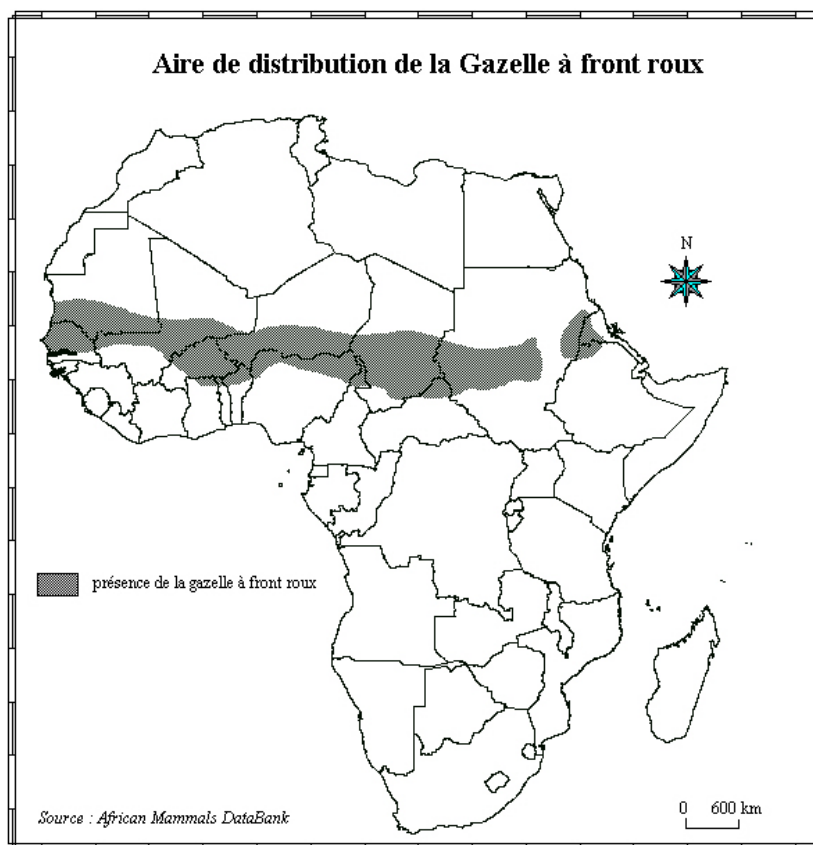 Aire de distribution de la Gazelle à front roux
N
présence de la gazelle à front roux
Source : African Mammals DataBank
0 600 km